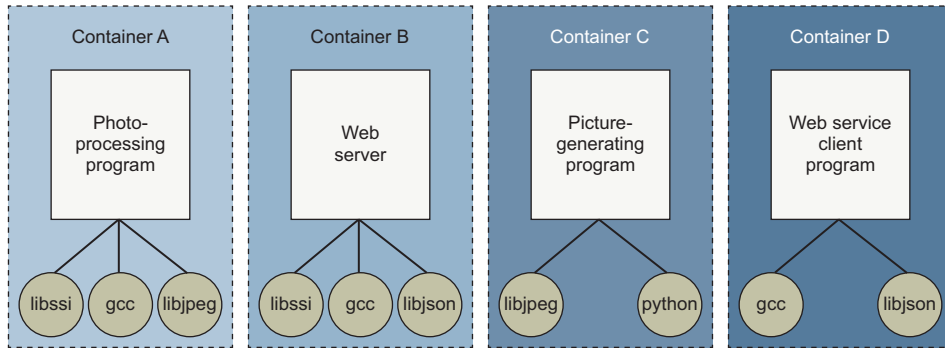 Container A
Photo-
processing
program
libssi
gcc
libjpeg
Container B
Web
server
libssi
gcc
libjson
Container C
Picture-
generating
program
libjpeg
python
Container D
Web service
client
program
gcc
libjson